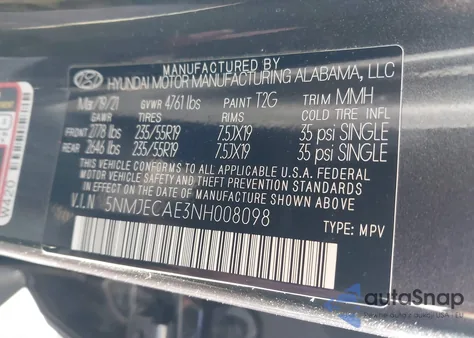 MANUFACTURED BY
HYUNDAI MOTOR MANUFACTURING ALABAMA, LLC
Mar/19/21 GVWR 4761 lbs PAINT T2G TRIM MMH
GAWR TIRES RIMS COLD TIRE INFL
FRONT 2778 lbs 235/55R19 7.5JX19 35 psi SINGLE
REAR 2646 lbs 235/55R19 7.5JX19 35 psi SINGLE
THIS VEHICLE CONFORMS TO ALL APPLICABLE U.S.A. FEDERAL
MOTOR VEHICLE SAFETY AND THEFT PREVENTION STANDARDS
IN EFFECT ON THE DATE OF MANUFACTURE SHOWN ABOVE.
V.I.N 5NMJECAE3NH008098
TYPE: MPV
W420
autoSnap